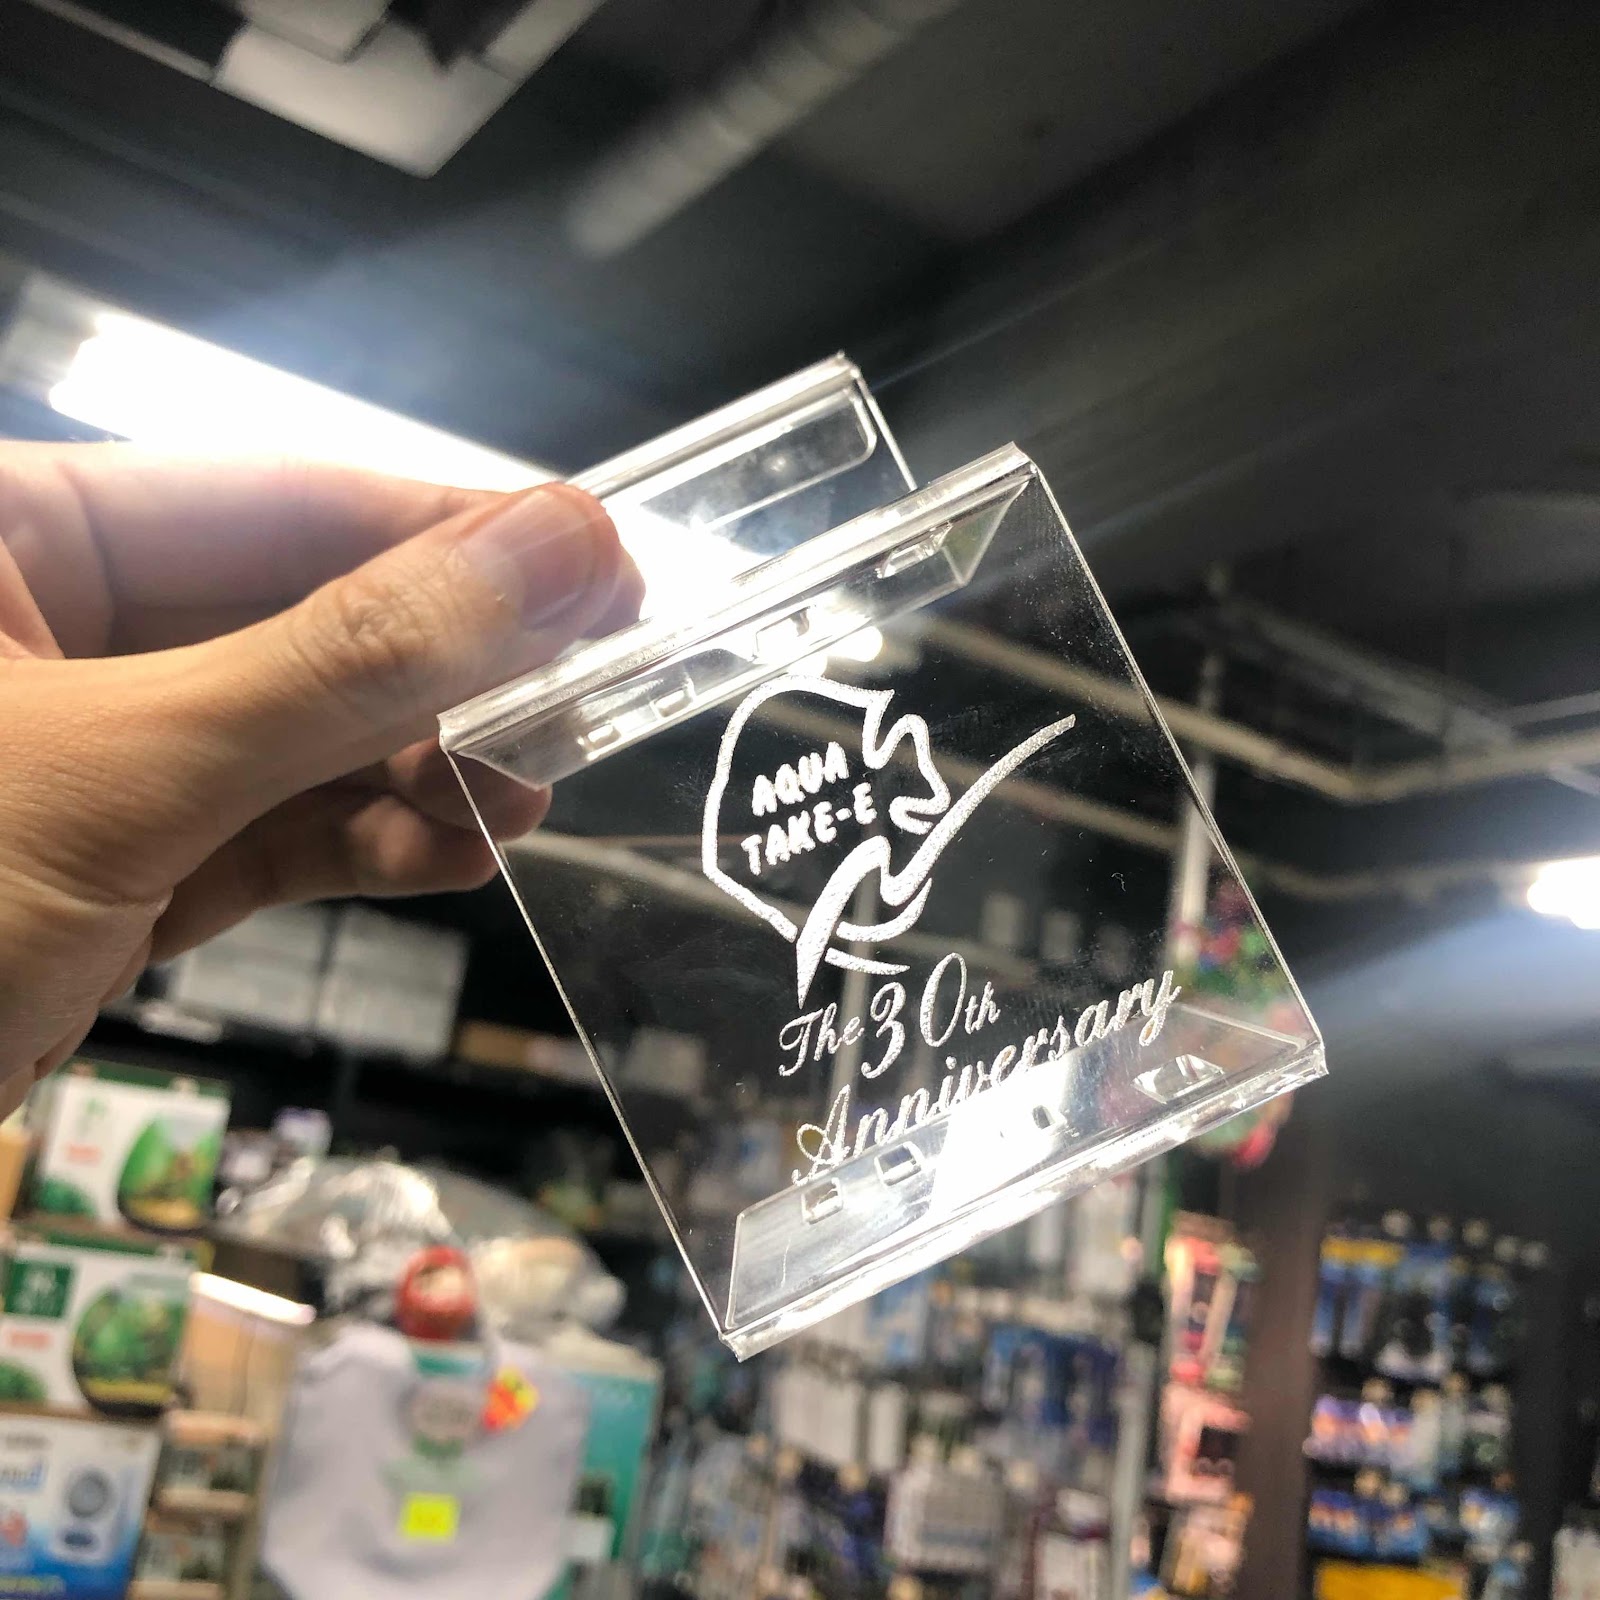 AQUA
TAKE-E
The 30th
Anniversary